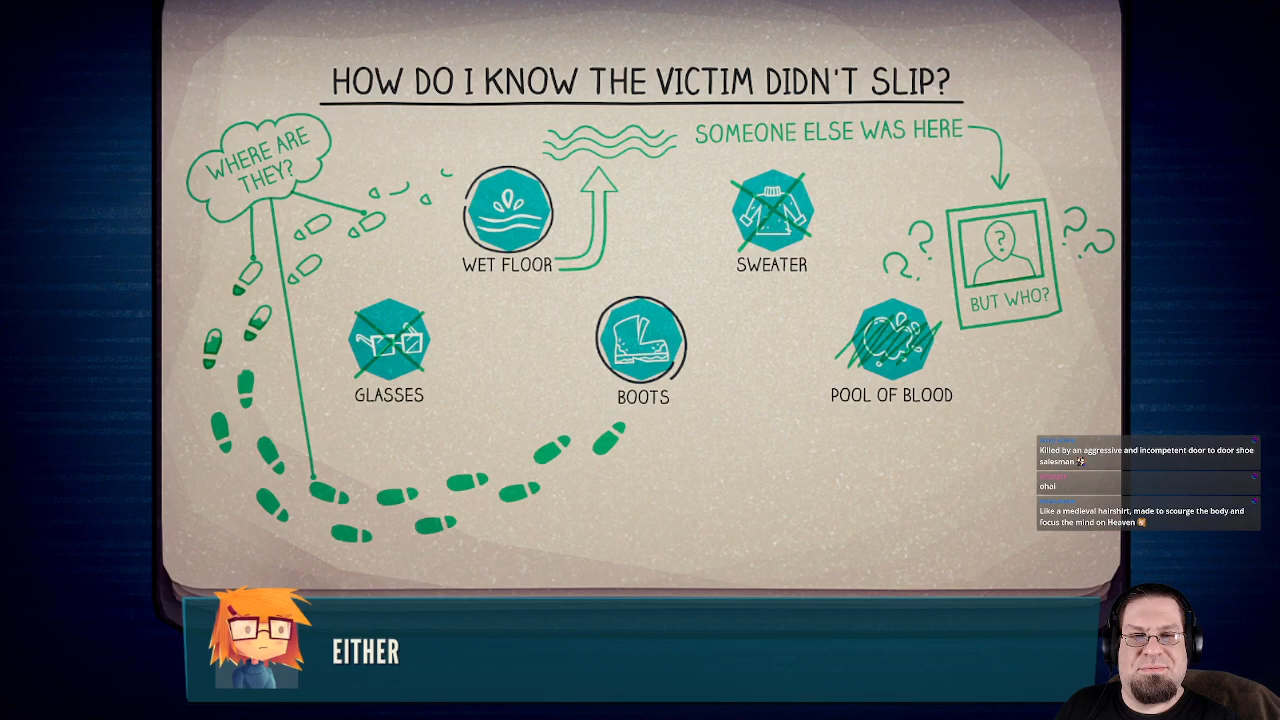 HOW DO I KNOW THE VICTIM DIDN'T SLIP?
WHERE ARE
THEY?
SOMEONE ELSE WAS HERE
WET FLOOR
SWEATER
BUT WHO?
GLASSES
BOOTS
POOL OF BLOOD
Killed by an aggressive and incompetent door to door shoe
salesman
ohai
Like a medieval hairshirt, made to scourge the body and
focus the mind on Heaven
EITHER